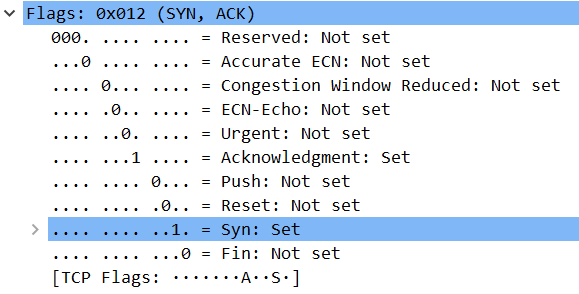 Flags: 0x012 (SYN, ACK)
000. .... .... = Reserved: Not set
...0 .... .... = Accurate ECN: Not set
.... 0... .... = Congestion Window Reduced: Not set
.... .0.. .... = ECN-Echo: Not set
.... ..0. .... = Urgent: Not set
.... ...1 .... = Acknowledgment: Set
.... .... 0... = Push: Not set
.... .... .0.. = Reset: Not set
.... .... ..1. = Syn: Set
.... .... ...0 = Fin: Not set
[TCP Flags: ·······A··S·]